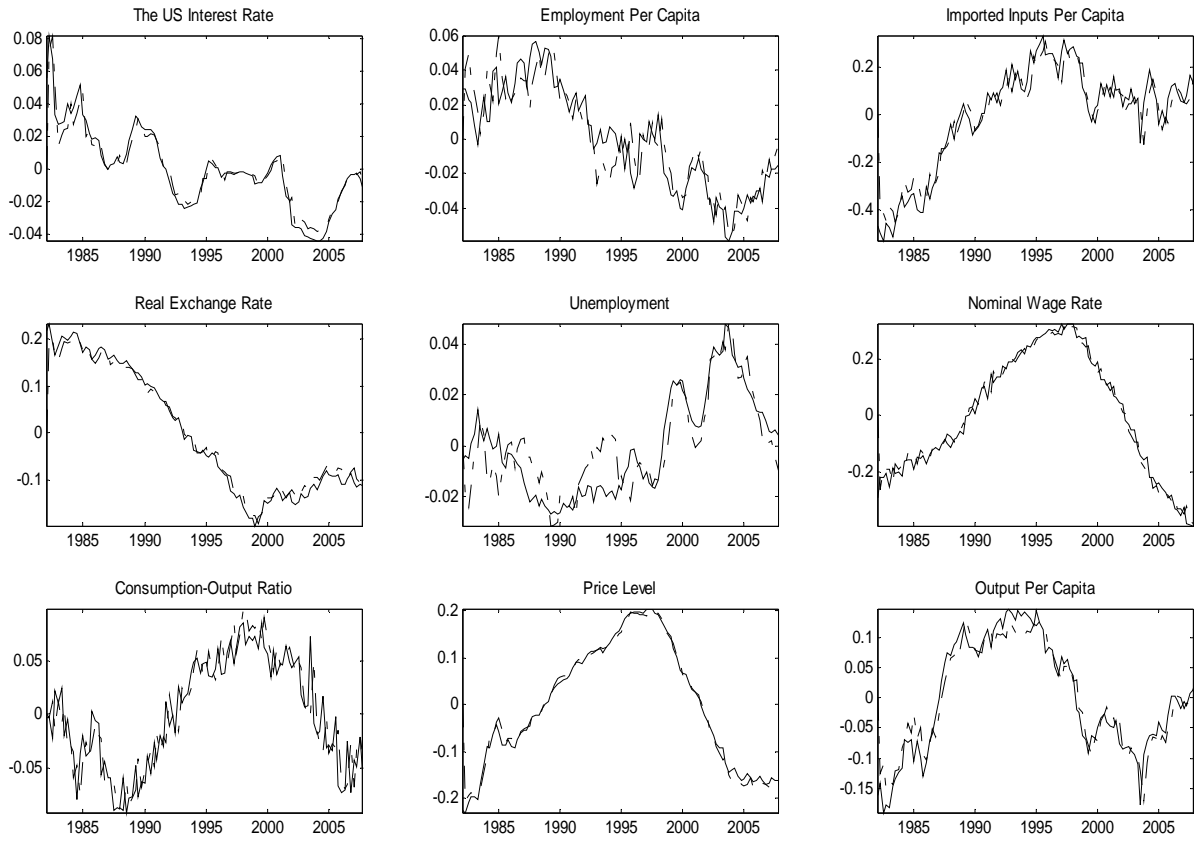 The US Interest Rate
0.08
0.06
0.04
0.02
0
-0.02
-0.04
1985 1990 1995 2000 2005
Employment Per Capita
0.06
0.04
0.02
0
-0.02
-0.04
1985 1990 1995 2000 2005
Imported Inputs Per Capita
0.2
0
-0.2
-0.4
1985 1990 1995 2000 2005
Real Exchange Rate
0.2
0.1
0
-0.1
1985 1990 1995 2000 2005
Unemployment
0.04
0.02
0
-0.02
1985 1990 1995 2000 2005
Nominal Wage Rate
0.2
0
-0.2
1985 1990 1995 2000 2005
Consumption-Output Ratio
0.05
0
-0.05
1985 1990 1995 2000 2005
Price Level
0.2
0.1
0
-0.1
-0.2
1985 1990 1995 2000 2005
Output Per Capita
0.1
0.05
0
-0.05
-0.1
-0.15
1985 1990 1995 2000 2005